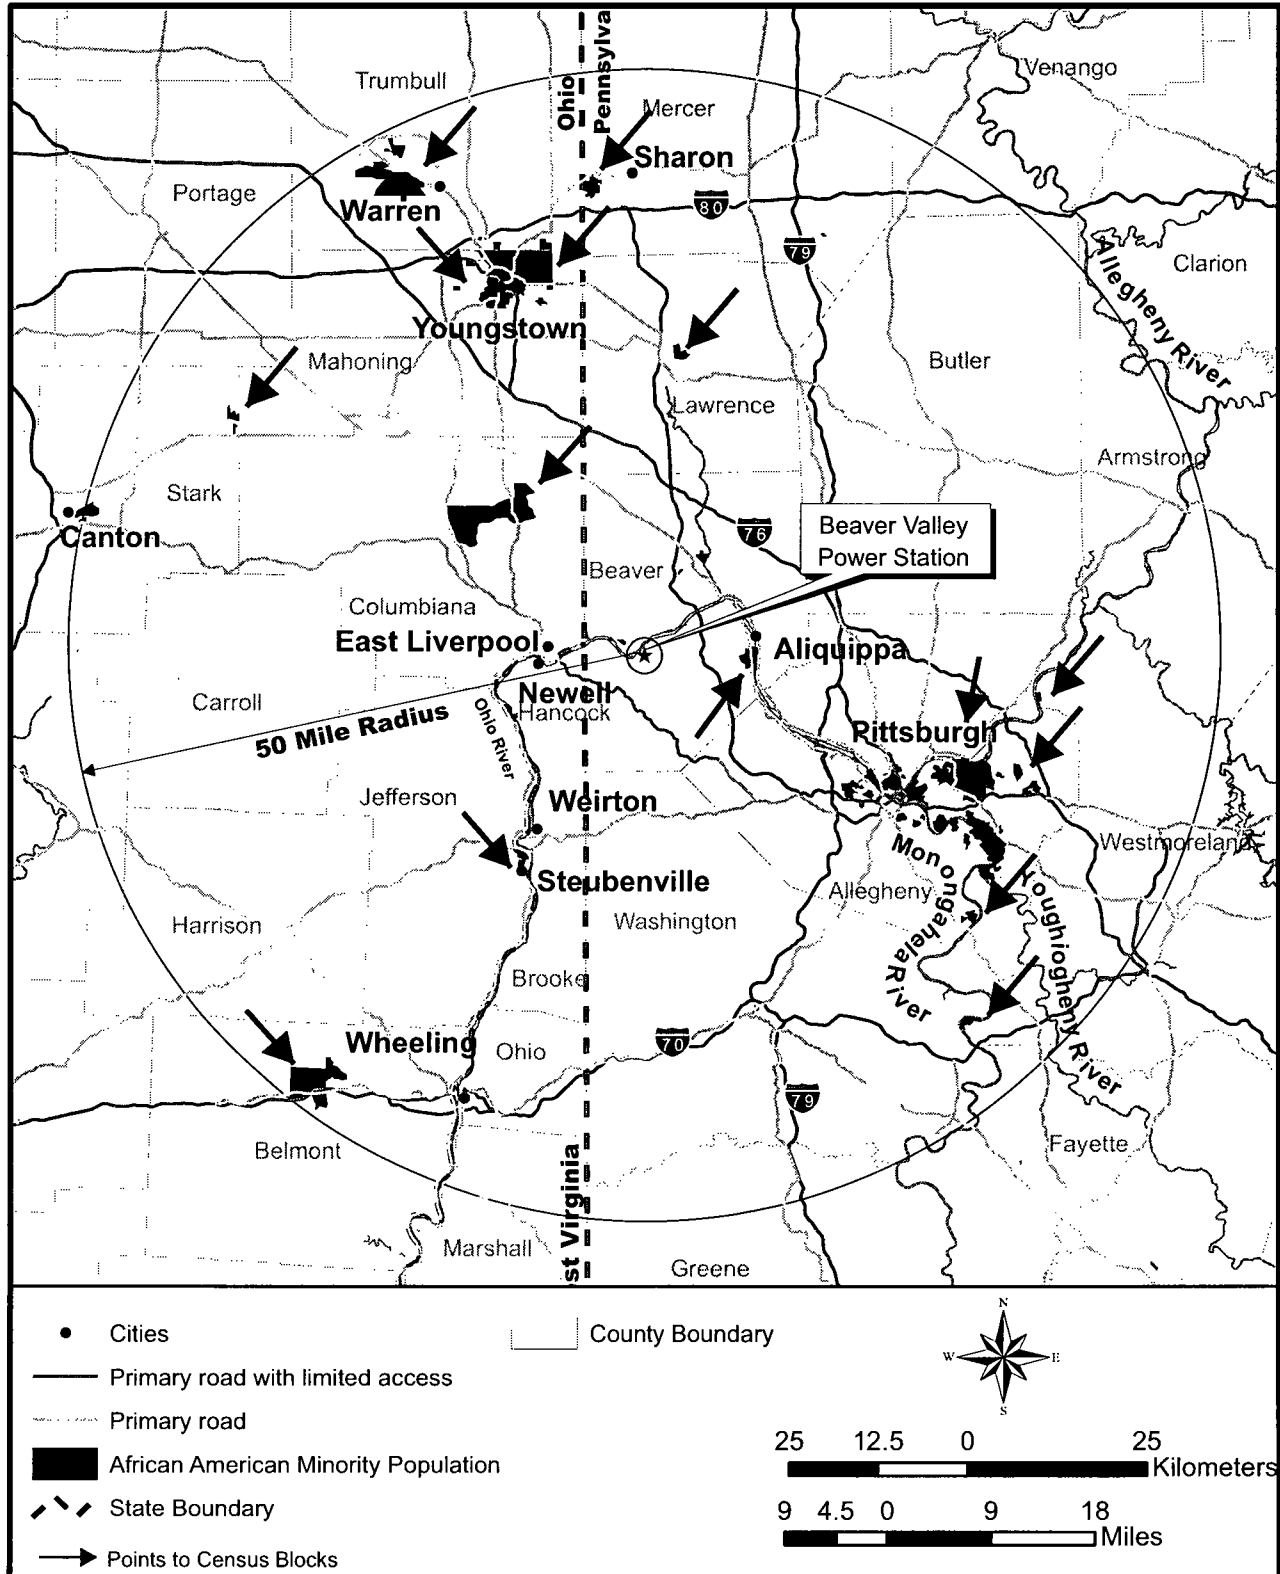 Trumbull
Ohio
Pennsylva
Mercer
Venango
Sharon
Portage
Warren
80
79
Clarion
Allegheny River
Youngstown
Mahoning
Butler
Lawrence
Armstrong
Stark
Canton
76
Beaver Valley
Power Station
Beaver
Columbiana
East Liverpool
Aliquippa
Newell
Carroll
Hancock
50 Mile Radius
Ohio River
Pittsburgh
Jefferson
Weirton
Westmoreland
Monongahela River
Steubenville
Allegheny
Youghiogheny River
Harrison
Washington
Brooke
Wheeling
Ohio
70
79
Belmont
Fayette
st Virginia
Marshall
Greene
Cities
County Boundary
Primary road with limited access
Primary road
African American Minority Population
State Boundary
Points to Census Blocks
N
W E
S
25 12.5 0 25
Kilometers
9 4.5 0 9 18
Miles